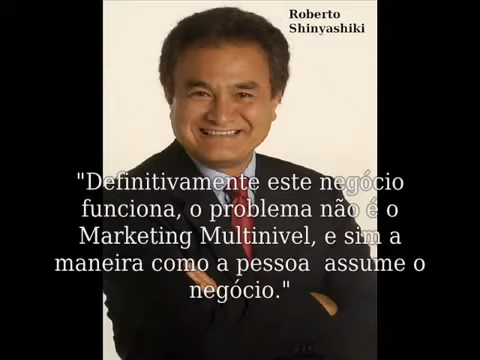 Roberto
Shinyashiki
"Definitivamente este negócio
funciona, o problema não é o
Marketing Multinivel, e sim a
maneira como a pessoa  assume o
negócio."